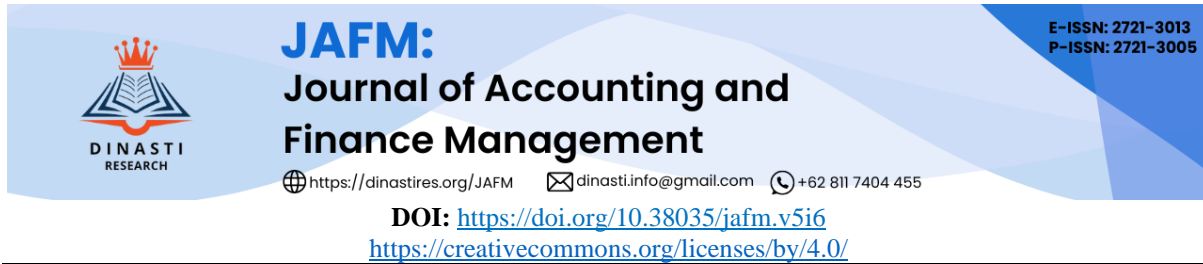 E-ISSN: 2721-3013
P-ISSN: 2721-3005
JAFM:
Journal of Accounting and
Finance Management
DINASTI
RESEARCH
https://dinastires.org/JAFM dinasti.info@gmail.com +62 811 7404 455
DOI: https://doi.org/10.38035/jafm.v5i6
https://creativecommons.org/licenses/by/4.0/